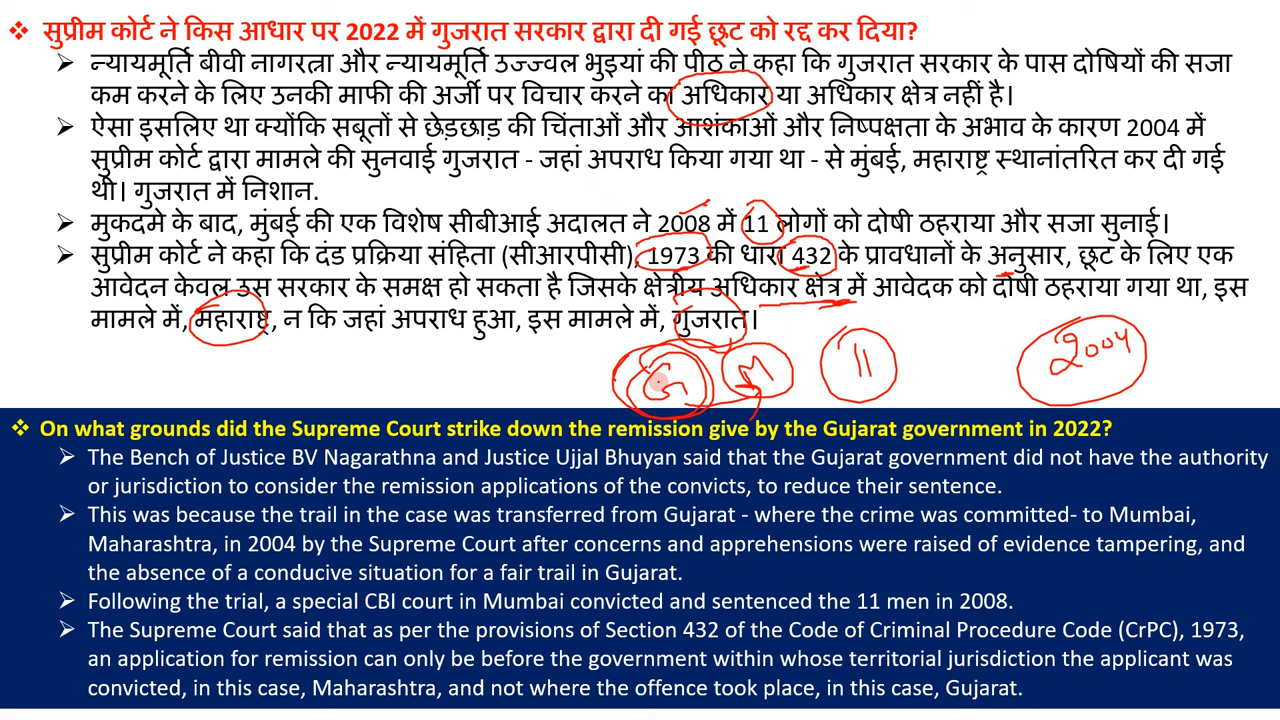 ❖ सुप्रीम कोर्ट ने किस आधार पर 2022 में गुजरात सरकार द्वारा दी गई छूट को रद्द कर दिया?
➢ न्यायमूर्ति बीवी नागरत्ना और न्यायमूर्ति उज्ज्वल भुइयां की पीठ ने कहा कि गुजरात सरकार के पास दोषियों की सजा
कम करने के लिए उनकी माफी की अर्जी पर विचार करने का अधिकार या अधिकार क्षेत्र नहीं है।
➢ ऐसा इसलिए था क्योंकि सबूतों से छेड़छाड़ की चिंताओं और आशंकाओं और निष्पक्षता के अभाव के कारण 2004 में
सुप्रीम कोर्ट द्वारा मामले की सुनवाई गुजरात - जहां अपराध किया गया था - से मुंबई, महाराष्ट्र स्थानांतरित कर दी गई
थी। गुजरात में निशान.
➢ मुकदमे के बाद, मुंबई की एक विशेष सीबीआई अदालत ने 2008 में 11 लोगों को दोषी ठहराया और सजा सुनाई।
➢ सुप्रीम कोर्ट ने कहा कि दंड प्रक्रिया संहिता (सीआरपीसी), 1973 की धारा 432 के प्रावधानों के अनुसार, छूट के लिए एक
आवेदन केवल उस सरकार के समक्ष हो सकता है जिसके क्षेत्रीय अधिकार क्षेत्र में आवेदक को दोषी ठहराया गया था, इस
मामले में, महाराष्ट्र, न कि जहां अपराध हुआ, इस मामले में, गुजरात।
G M 11 2004
❖ On what grounds did the Supreme Court strike down the remission give by the Gujarat government in 2022?
➢ The Bench of Justice BV Nagarathna and Justice Ujjal Bhuyan said that the Gujarat government did not have the authority
or jurisdiction to consider the remission applications of the convicts, to reduce their sentence.
➢ This was because the trail in the case was transferred from Gujarat - where the crime was committed- to Mumbai,
Maharashtra, in 2004 by the Supreme Court after concerns and apprehensions were raised of evidence tampering, and
the absence of a conducive situation for a fair trail in Gujarat.
➢ Following the trial, a special CBI court in Mumbai convicted and sentenced the 11 men in 2008.
➢ The Supreme Court said that as per the provisions of Section 432 of the Code of Criminal Procedure Code (CrPC), 1973,
an application for remission can only be before the government within whose territorial jurisdiction the applicant was
convicted, in this case, Maharashtra, and not where the offence took place, in this case, Gujarat.